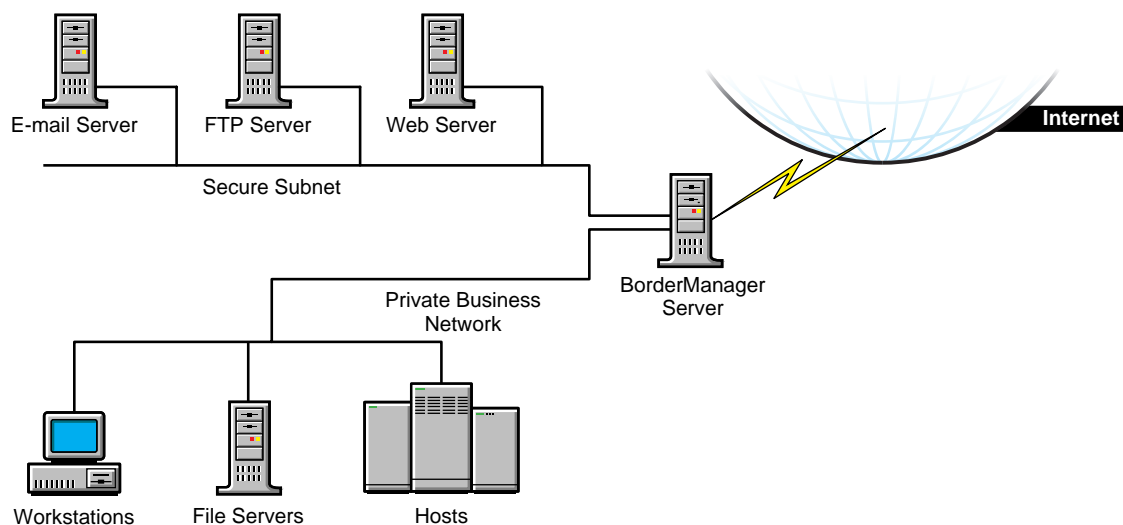 E-mail Server
FTP Server
Web Server
Internet
Secure Subnet
BorderManager
Server
Private Business
Network
Workstations
File Servers
Hosts